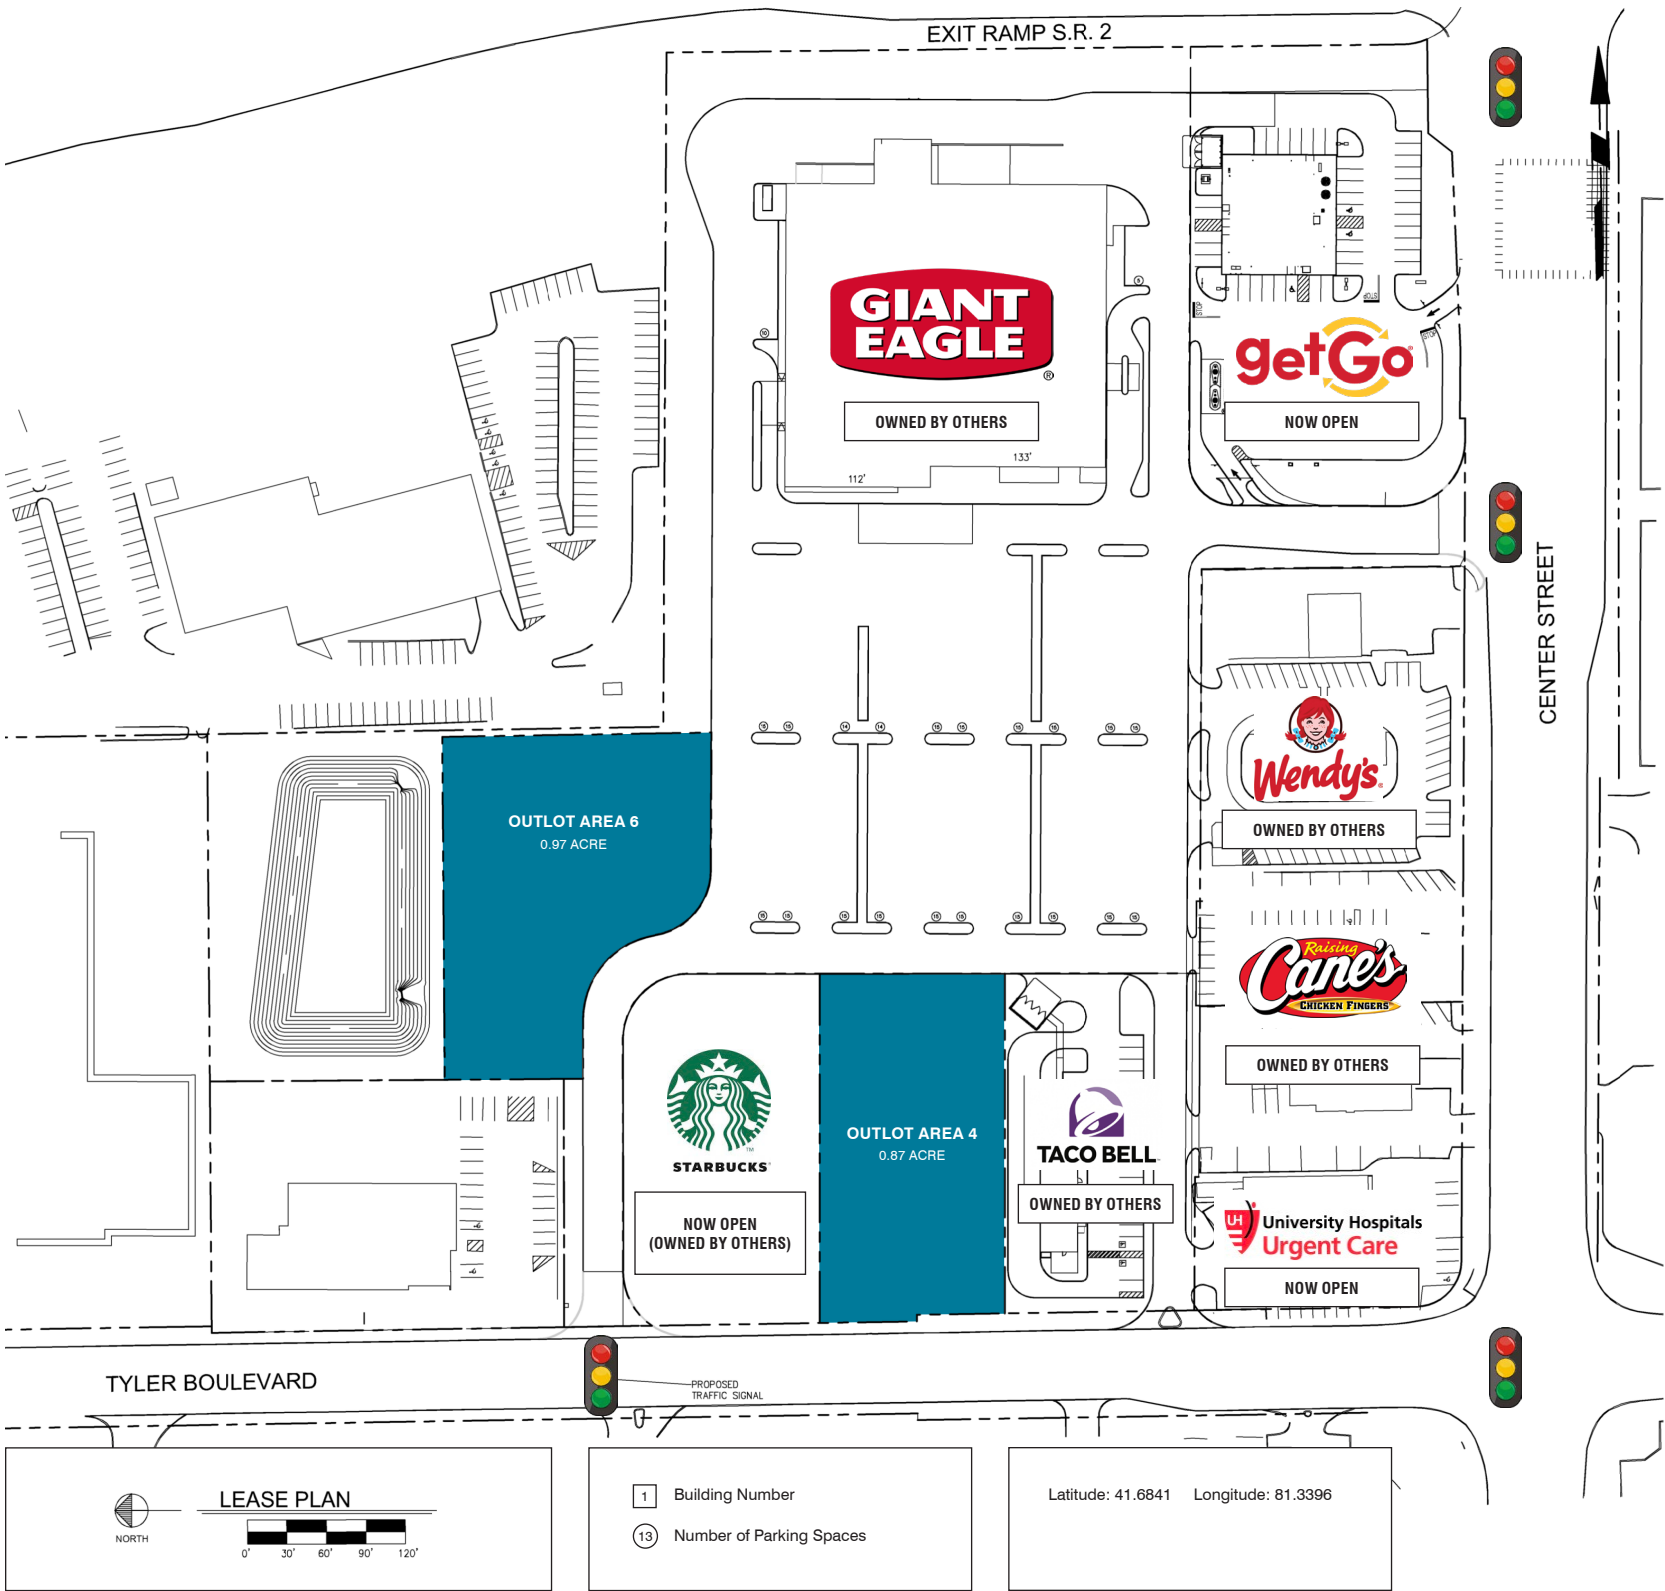 EXIT RAMP S.R. 2
GIANT
EAGLE
®
OWNED BY OTHERS
133'
112'
getGo
NOW OPEN
STOP
STOP
STOP
CENTER STREET
Wendy's
OWNED BY OTHERS
OUTLOT AREA 6
0.97 ACRE
Raising
Cane's
CHICKEN FINGERS
OWNED BY OTHERS
STARBUCKS
NOW OPEN
(OWNED BY OTHERS)
OUTLOT AREA 4
0.87 ACRE
TACO BELL
OWNED BY OTHERS
UH
University Hospitals
Urgent Care
NOW OPEN
TYLER BOULEVARD
PROPOSED
TRAFFIC SIGNAL
NORTH
LEASE PLAN
0' 30' 60' 90' 120'
1 Building Number
13 Number of Parking Spaces
Latitude: 41.6841 Longitude: 81.3396